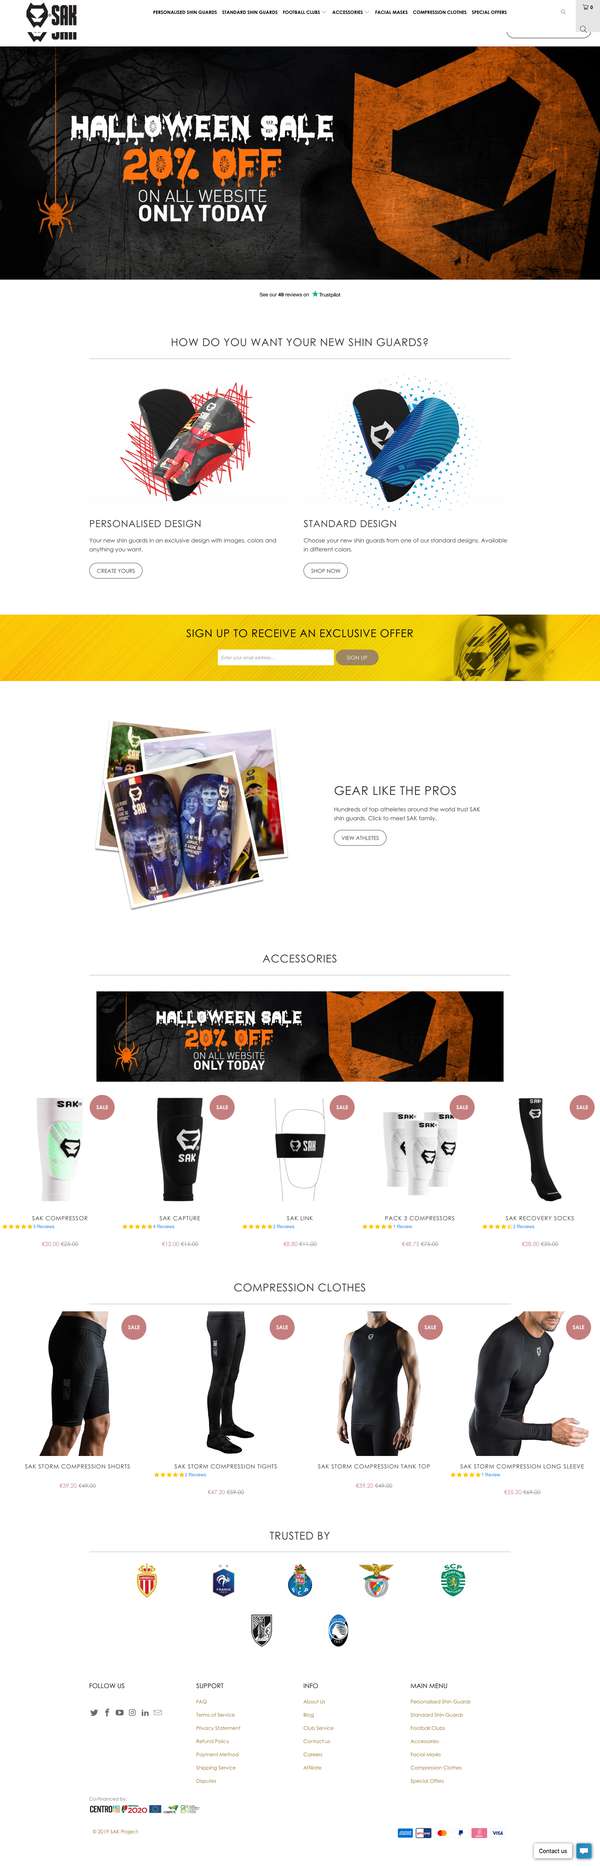 SAK
PERSONALISED SHIN GUARDS STANDARD SHIN GUARDS FOOTBALL CLUBS ACCESSORIES FACIAL MASKS COMPRESSION CLOTHES SPECIAL OFFERS
0
HALLOWEEN SALE
20% OFF
ON ALL WEBSITE
ONLY TODAY
See our 49 reviews on Trustpilot
HOW DO YOU WANT YOUR NEW SHIN GUARDS?
PERSONALISED DESIGN
Your new shin guards in an exclusive design with images, colors and
anything you want.
CREATE YOURS
STANDARD DESIGN
Choose your new shin guards from one of our standard designs. Available
in different colors.
SHOP NOW
SIGN UP TO RECEIVE AN EXCLUSIVE OFFER
Enter your email address...
SIGN UP
SAK
GEAR LIKE THE PROS
Hundreds of top atheletes around the world trust SAK
shin guards. Click to meet SAK family.
VIEW ATHLETES
ACCESSORIES
HALLOWEEN SALE
20% OFF
ON ALL WEBSITE
ONLY TODAY
SALE SALE SALE SALE SALE
SAK COMPRESSOR
3 Reviews
€20.00 €25.00
SAK CAPTURE
4 Reviews
€12.00 €15.00
SAK LINK
2 Reviews
€8.80 €11.00
PACK 3 COMPRESSORS
1 Review
€48.75 €75.00
SAK RECOVERY SOCKS
2 Reviews
€28.00 €35.00
COMPRESSION CLOTHES
SALE SALE SALE SALE
SAK STORM COMPRESSION SHORTS
€39.20 €49.00
SAK STORM COMPRESSION TIGHTS
2 Reviews
€47.20 €59.00
SAK STORM COMPRESSION TANK TOP
€39.20 €49.00
SAK STORM COMPRESSION LONG SLEEVE
1 Review
€55.20 €69.00
TRUSTED BY
FOLLOW US
SUPPORT
FAQ
Terms of Service
Privacy Statement
Refund Policy
Payment Method
Shipping Service
Disputes
INFO
About Us
Blog
Club Service
Contact us
Careers
Affiliate
MAIN MENU
Personalised Shin Guards
Standard Shin Guards
Football Clubs
Accessories
Facial Masks
Compression Clothes
Special Offers
Co-financed by:
CENTRO 2020
© 2019 SAK Project
VISA
Contact us